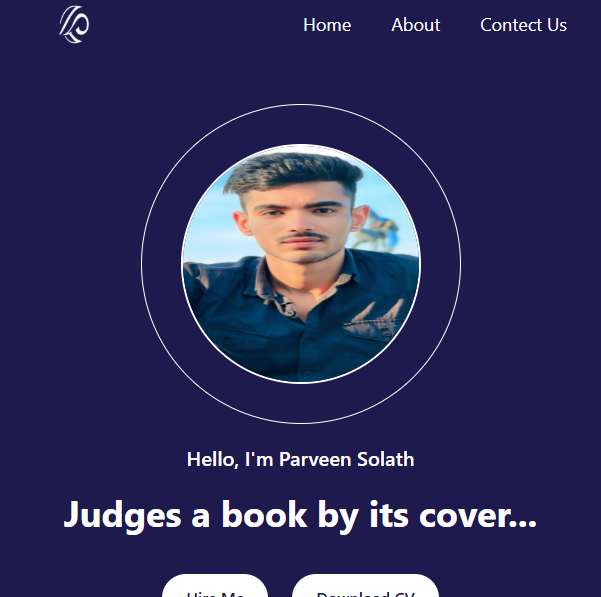 Home About Contect Us
Hello, I'm Parveen Solath
Judges a book by its cover...
Hire Me Download CV